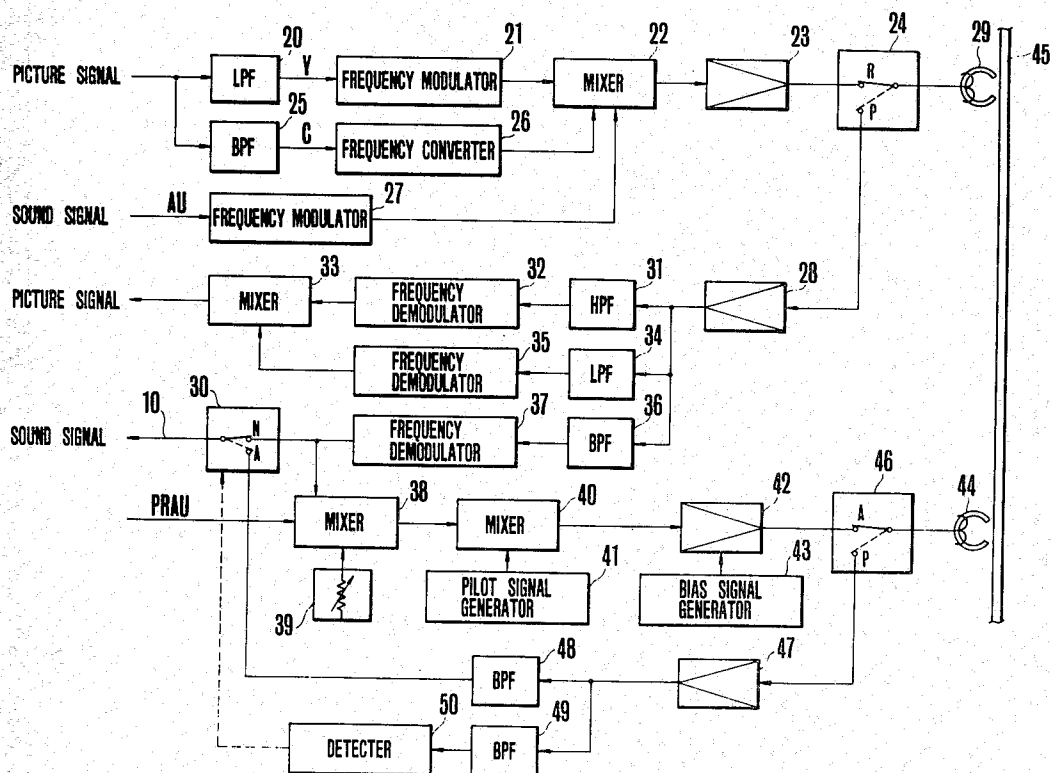 20
21
22
23
24
29
45
PICTURE SIGNAL
LPF
Y
FREQUENCY MODULATOR
MIXER
R
P
25
26
BPF
C
FREQUENCY CONVERTER
27
SOUND SIGNAL
AU
FREQUENCY MODULATOR
33
32
31
28
PICTURE SIGNAL
MIXER
FREQUENCY
DEMODULATOR
HPF
35
34
FREQUENCY
DEMODULATOR
LPF
10
30
37
36
SOUND SIGNAL
N
A
FREQUENCY
DEMODULATOR
BPF
38
40
42
46
44
PRAU
MIXER
MIXER
A
P
39
41
PILOT SIGNAL
GENERATOR
43
BIAS SIGNAL
GENERATOR
48
47
BPF
50
49
DETECTER
BPF